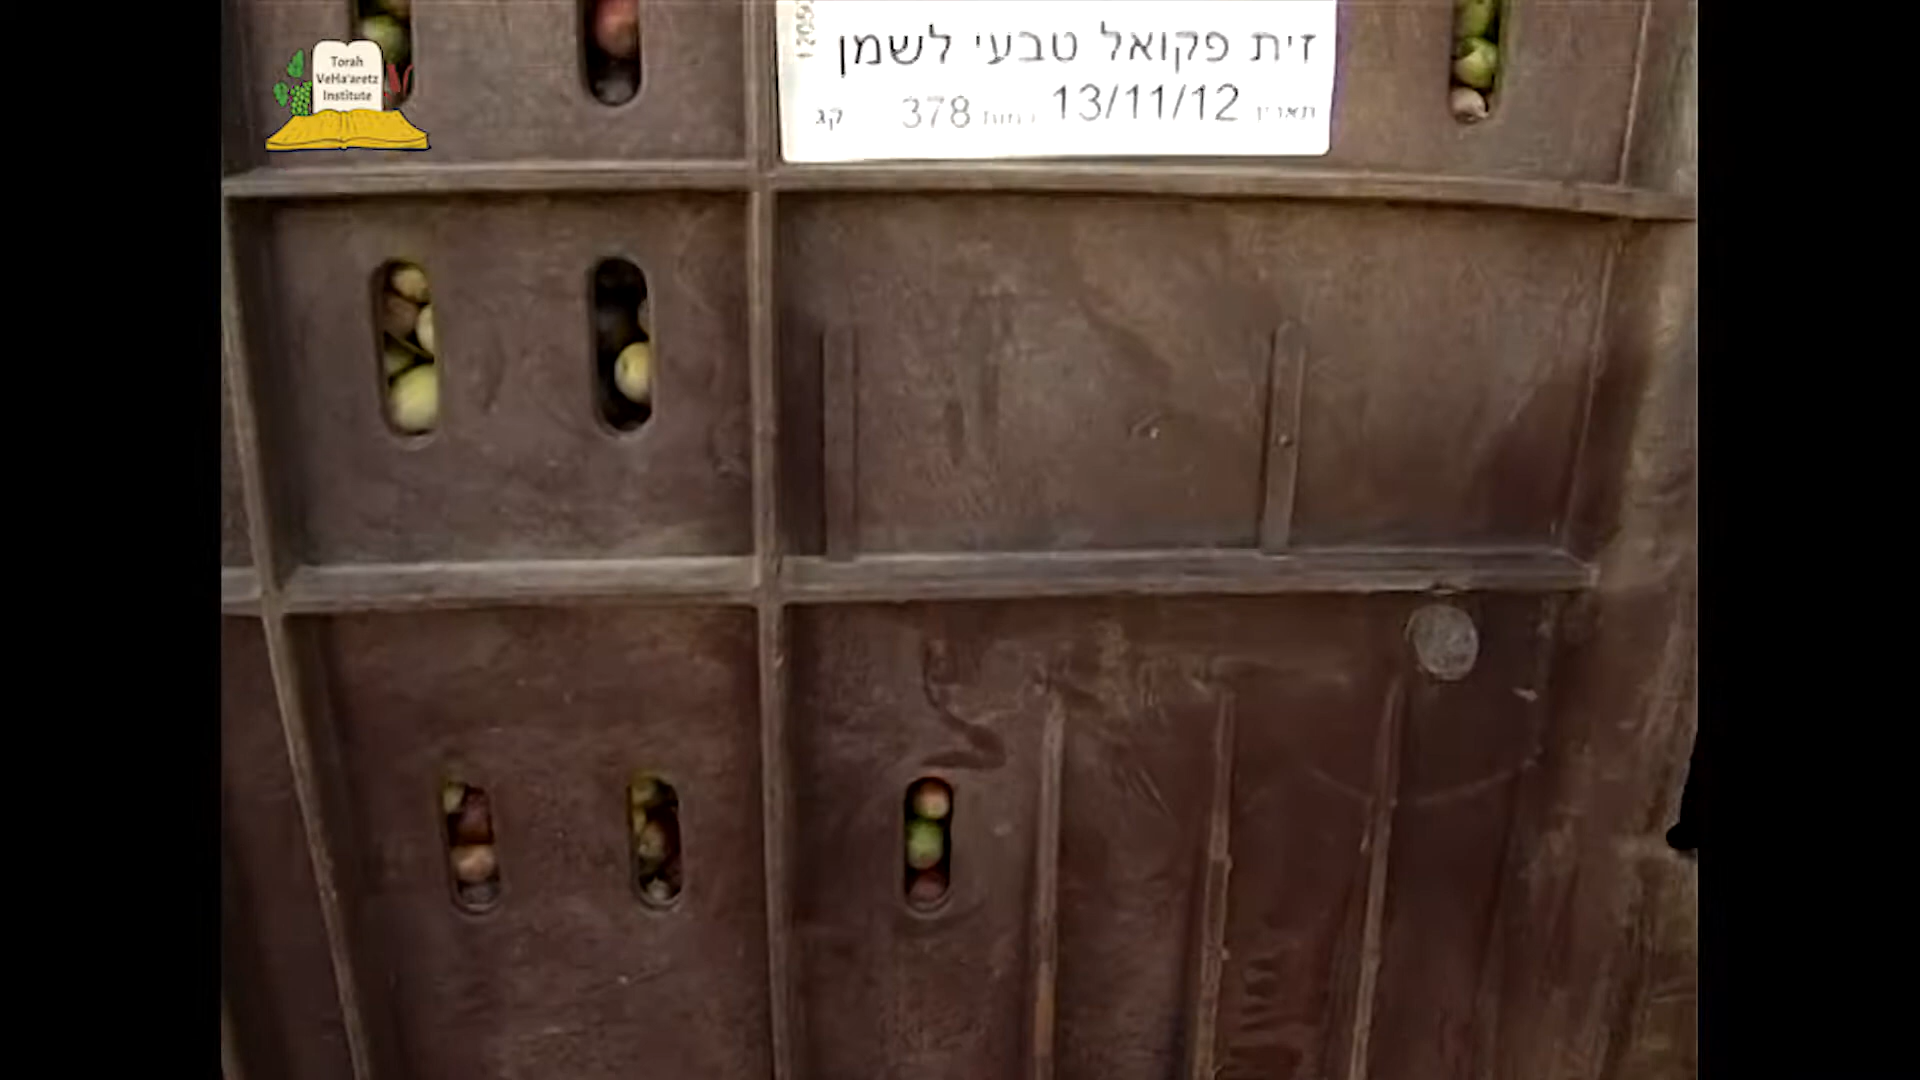 Torah
VeHa'aretz
Institute
זית פקואל טבעי לשמן
תאריך 13/11/12 כמות 378 קג